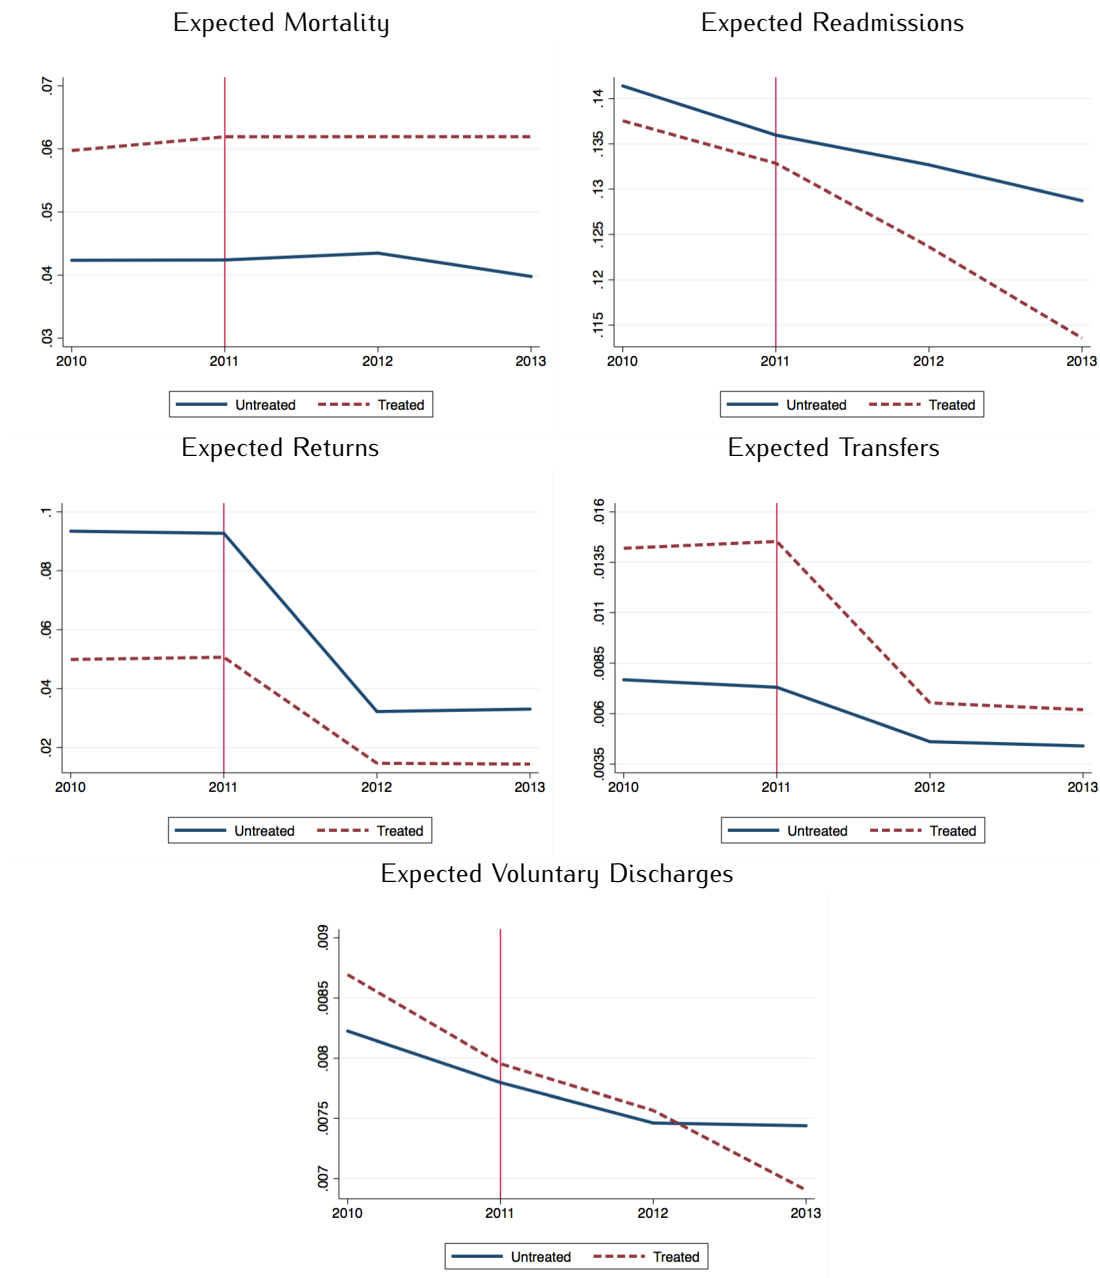 Expected Mortality
.07
.06
.05
.04
.03
2010 2011 2012 2013
Untreated Treated
Expected Readmissions
.14
.135
.13
.125
.12
.115
2010 2011 2012 2013
Untreated Treated
Expected Returns
.1
.08
.06
.04
.02
2010 2011 2012 2013
Untreated Treated
Expected Transfers
.016
.0135
.011
.0085
.006
.0035
2010 2011 2012 2013
Untreated Treated
Expected Voluntary Discharges
.009
.0085
.008
.0075
.007
2010 2011 2012 2013
Untreated Treated